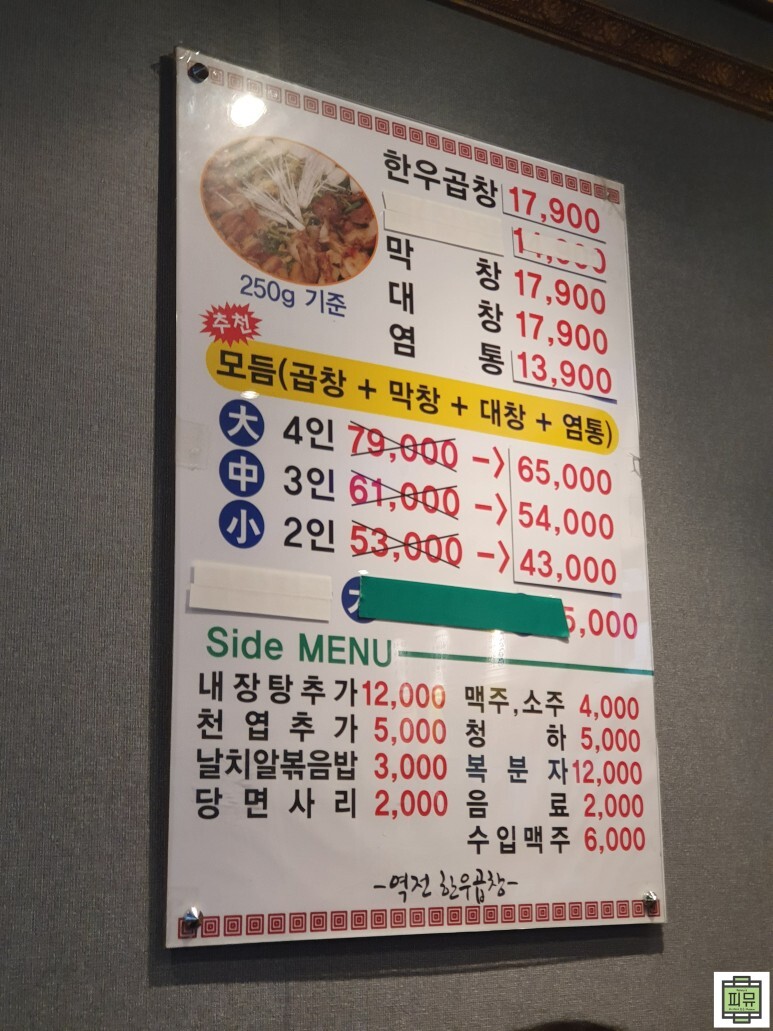 한우곱창 17,900
막창 17,900
대창 17,900
염통 13,900
250g 기준
추천
모듬(곱창 + 막창 + 대창 + 염통)
大 4인 79,000 -> 65,000
中 3인 61,000 -> 54,000
小 2인 53,000 -> 43,000
5,000
Side MENU
내장탕추가 12,000 맥주,소주 4,000
천엽추가 5,000 청하 5,000
날치알볶음밥 3,000 복분자 12,000
당면사리 2,000 음료 2,000
수입맥주 6,000
-역전 한우곱창-
피뮤